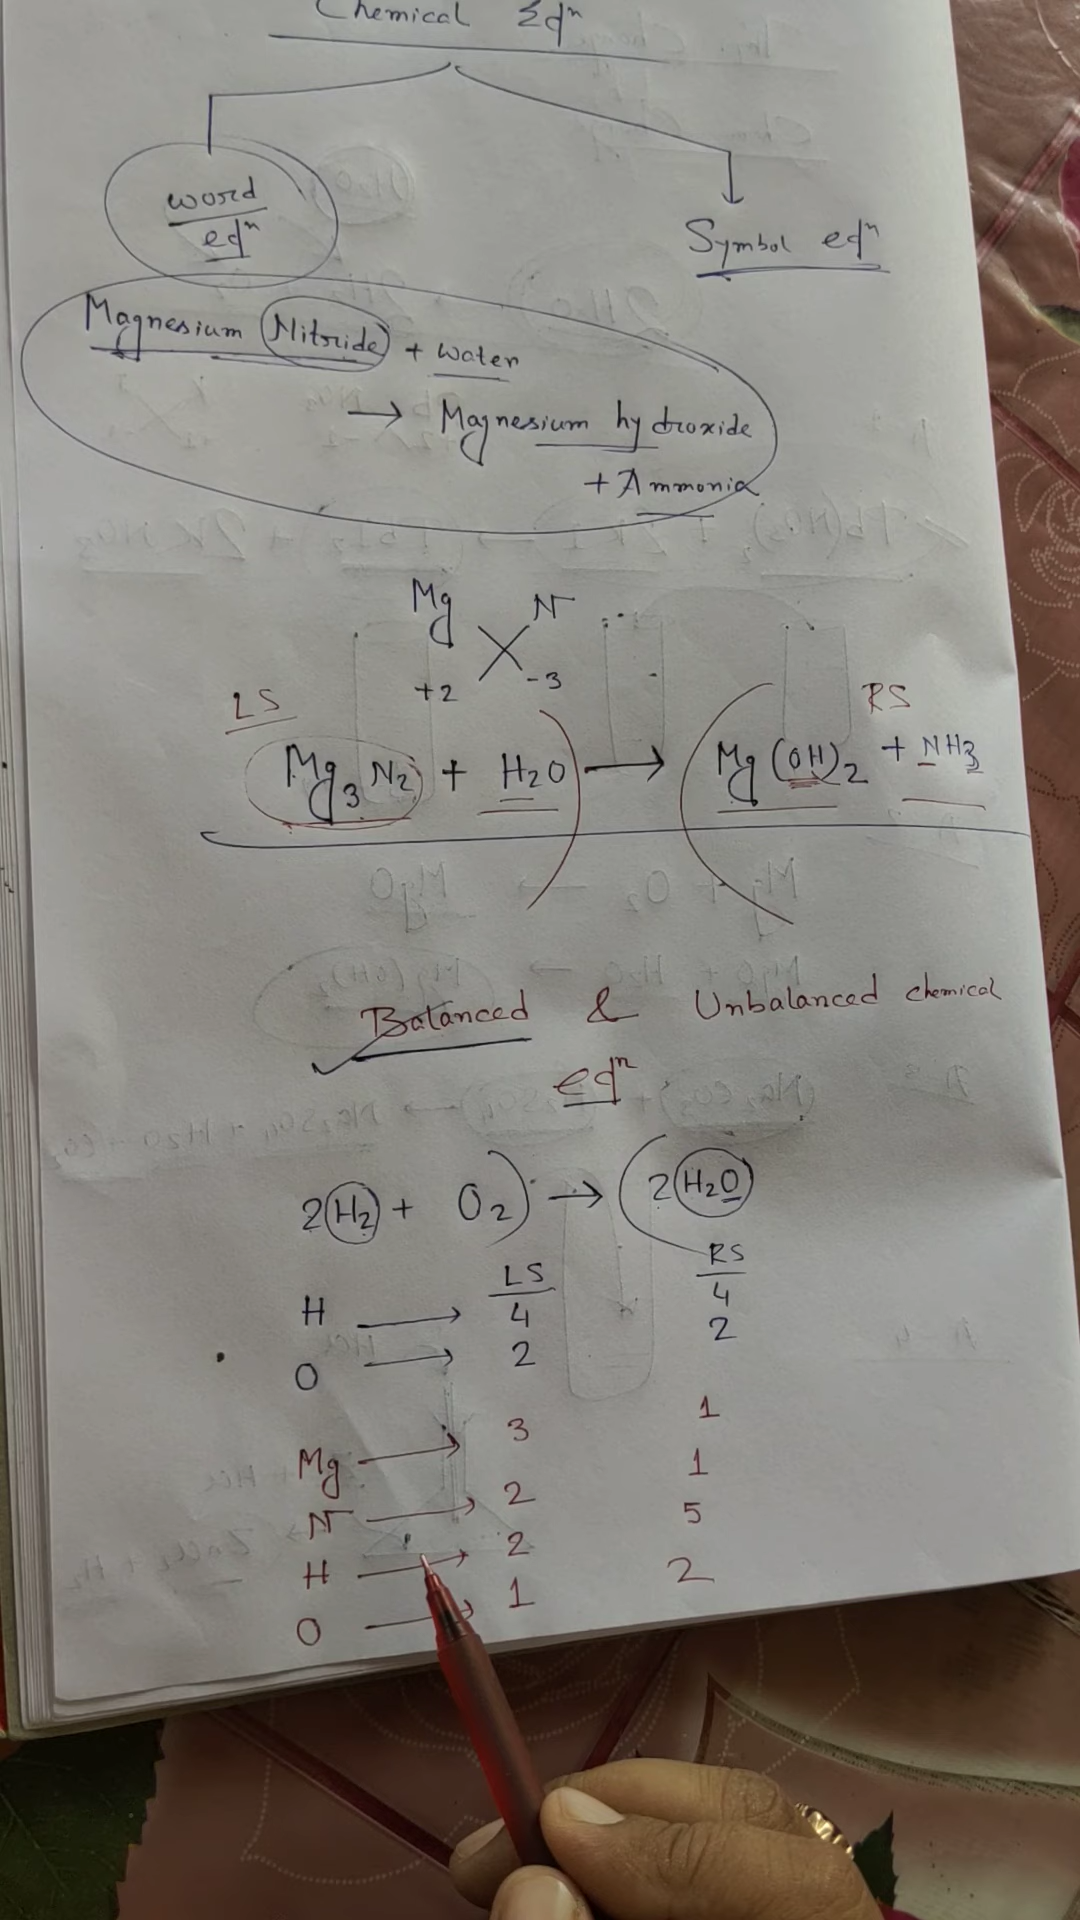 Chemical Eqⁿ
word
eqⁿ
Symbol eqⁿ
Magnesium Nitride + water
→ Magnesium hydroxide
+ Ammonia
Mg N
+2 -3
LS RS
Mg₃N₂ + H₂O → Mg(OH)₂ + NH₃
Balanced & Unbalanced chemical
eqⁿ
2H₂ + O₂ → 2H₂O
LS RS
H → 4 4
O → 2 2
Mg → 3 1
N → 2 1
H → 2 5
O → 1 2